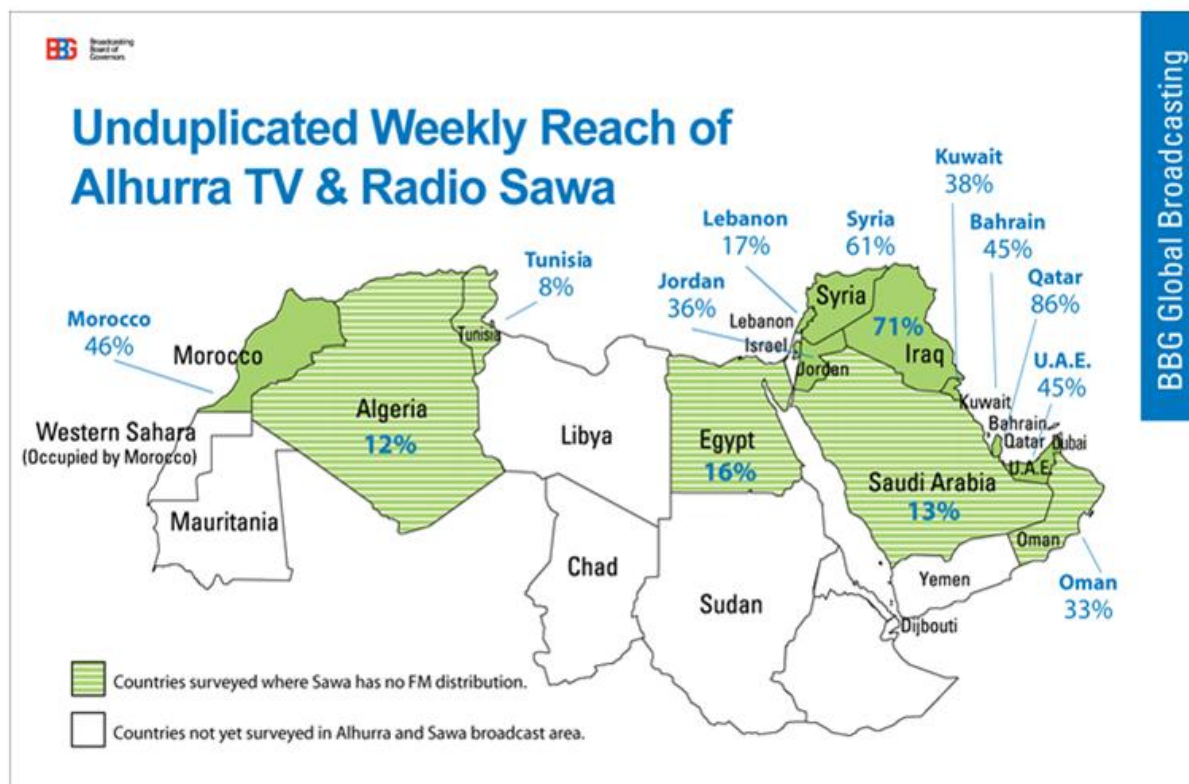 BBG
Broadcasting
Board of
Governors
BBG Global Broadcasting
Unduplicated Weekly Reach of
Alhurra TV & Radio Sawa
Kuwait
38%
Lebanon
17%
Syria
61%
Bahrain
45%
Tunisia
8%
Jordan
36%
Qatar
86%
Morocco
46%
U.A.E.
45%
Syria
Lebanon
Israel
Jordan
71%
Iraq
Tunisia
Morocco
Kuwait
Bahrain
Qatar
Dubai
U.A.E.
Algeria
12%
Libya
Egypt
16%
Saudi Arabia
13%
Western Sahara
(Occupied by Morocco)
Mauritania
Oman
Chad
Yemen
Oman
33%
Sudan
Djibouti
Countries surveyed where Sawa has no FM distribution.
Countries not yet surveyed in Alhurra and Sawa broadcast area.